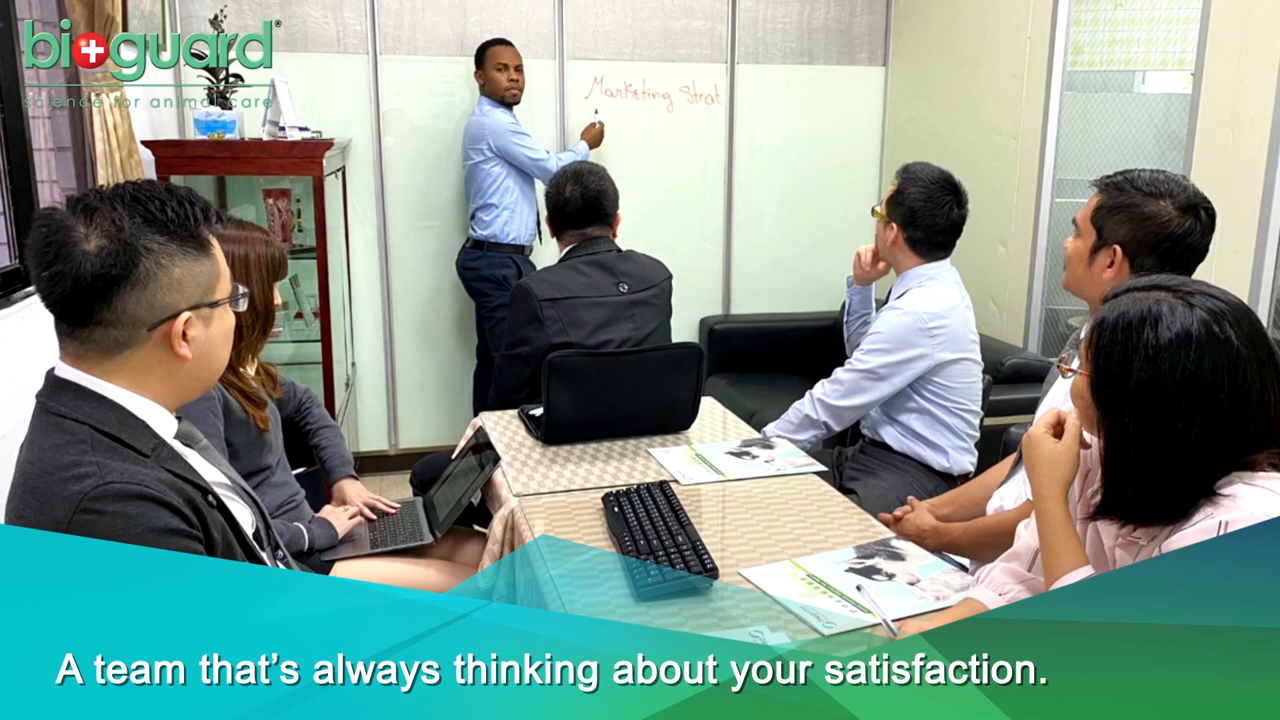 bioguard®
science for animal care
Marketing Strat
A team that's always thinking about your satisfaction.